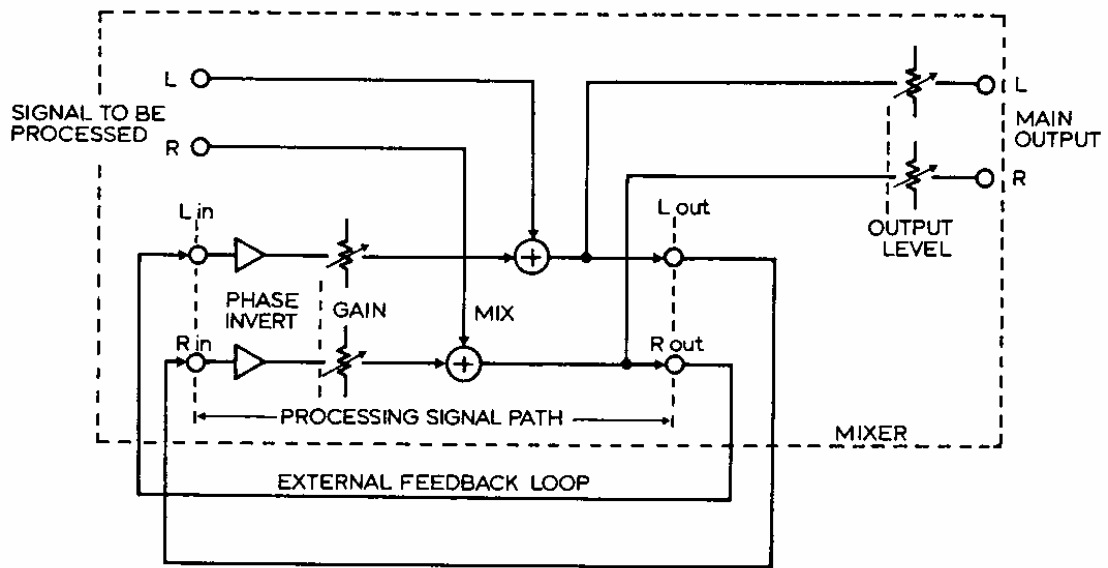 L
L
SIGNAL TO BE
PROCESSED
MAIN
OUTPUT
R
R
L in
L out
OUTPUT
LEVEL
PHASE
INVERT
GAIN
MIX
R in
R out
PROCESSING SIGNAL PATH
MIXER
EXTERNAL FEEDBACK LOOP